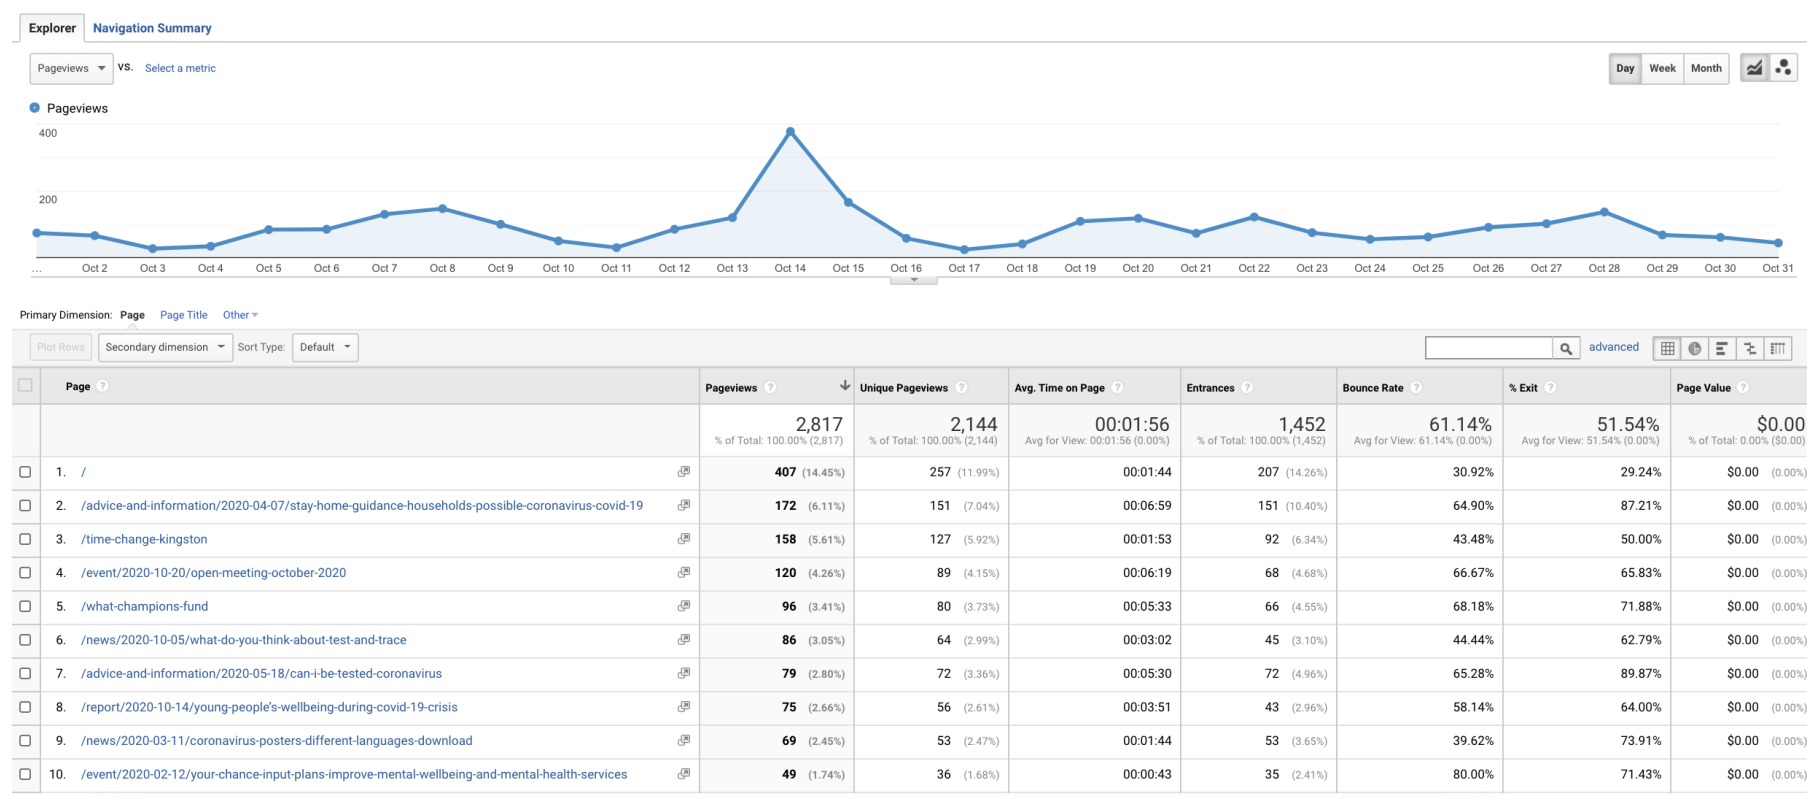 Explorer Navigation Summary
Pageviews VS. Select a metric Day Week Month
Pageviews
400
200
... Oct 2 Oct 3 Oct 4 Oct 5 Oct 6 Oct 7 Oct 8 Oct 9 Oct 10 Oct 11 Oct 12 Oct 13 Oct 14 Oct 15 Oct 16 Oct 17 Oct 18 Oct 19 Oct 20 Oct 21 Oct 22 Oct 23 Oct 24 Oct 25 Oct 26 Oct 27 Oct 28 Oct 29 Oct 30 Oct 31
Primary Dimension: Page Page Title Other
Plot Rows Secondary dimension Sort Type: Default advanced
Page ? Pageviews ? Unique Pageviews ? Avg. Time on Page ? Entrances ? Bounce Rate ? % Exit ? Page Value ?
2,817 2,144 00:01:56 1,452 61.14% 51.54% $0.00
% of Total: 100.00% (2,817) % of Total: 100.00% (2,144) Avg for View: 00:01:56 (0.00%) % of Total: 100.00% (1,452) Avg for View: 61.14% (0.00%) Avg for View: 51.54% (0.00%) % of Total: 0.00% ($0.00)
1. / 407 (14.45%) 257 (11.99%) 00:01:44 207 (14.26%) 30.92% 29.24% $0.00 (0.00%)
2. /advice-and-information/2020-04-07/stay-home-guidance-households-possible-coronavirus-covid-19 172 (6.11%) 151 (7.04%) 00:06:59 151 (10.40%) 64.90% 87.21% $0.00 (0.00%)
3. /time-change-kingston 158 (5.61%) 127 (5.92%) 00:01:53 92 (6.34%) 43.48% 50.00% $0.00 (0.00%)
4. /event/2020-10-20/open-meeting-october-2020 120 (4.26%) 89 (4.15%) 00:06:19 68 (4.68%) 66.67% 65.83% $0.00 (0.00%)
5. /what-champions-fund 96 (3.41%) 80 (3.73%) 00:05:33 66 (4.55%) 68.18% 71.88% $0.00 (0.00%)
6. /news/2020-10-05/what-do-you-think-about-test-and-trace 86 (3.05%) 64 (2.99%) 00:03:02 45 (3.10%) 44.44% 62.79% $0.00 (0.00%)
7. /advice-and-information/2020-05-18/can-i-be-tested-coronavirus 79 (2.80%) 72 (3.36%) 00:05:30 72 (4.96%) 65.28% 89.87% $0.00 (0.00%)
8. /report/2020-10-14/young-people's-wellbeing-during-covid-19-crisis 75 (2.66%) 56 (2.61%) 00:03:51 43 (2.96%) 58.14% 64.00% $0.00 (0.00%)
9. /news/2020-03-11/coronavirus-posters-different-languages-download 69 (2.45%) 53 (2.47%) 00:01:44 53 (3.65%) 39.62% 73.91% $0.00 (0.00%)
10. /event/2020-02-12/your-chance-input-plans-improve-mental-wellbeing-and-mental-health-services 49 (1.74%) 36 (1.68%) 00:00:43 35 (2.41%) 80.00% 71.43% $0.00 (0.00%)